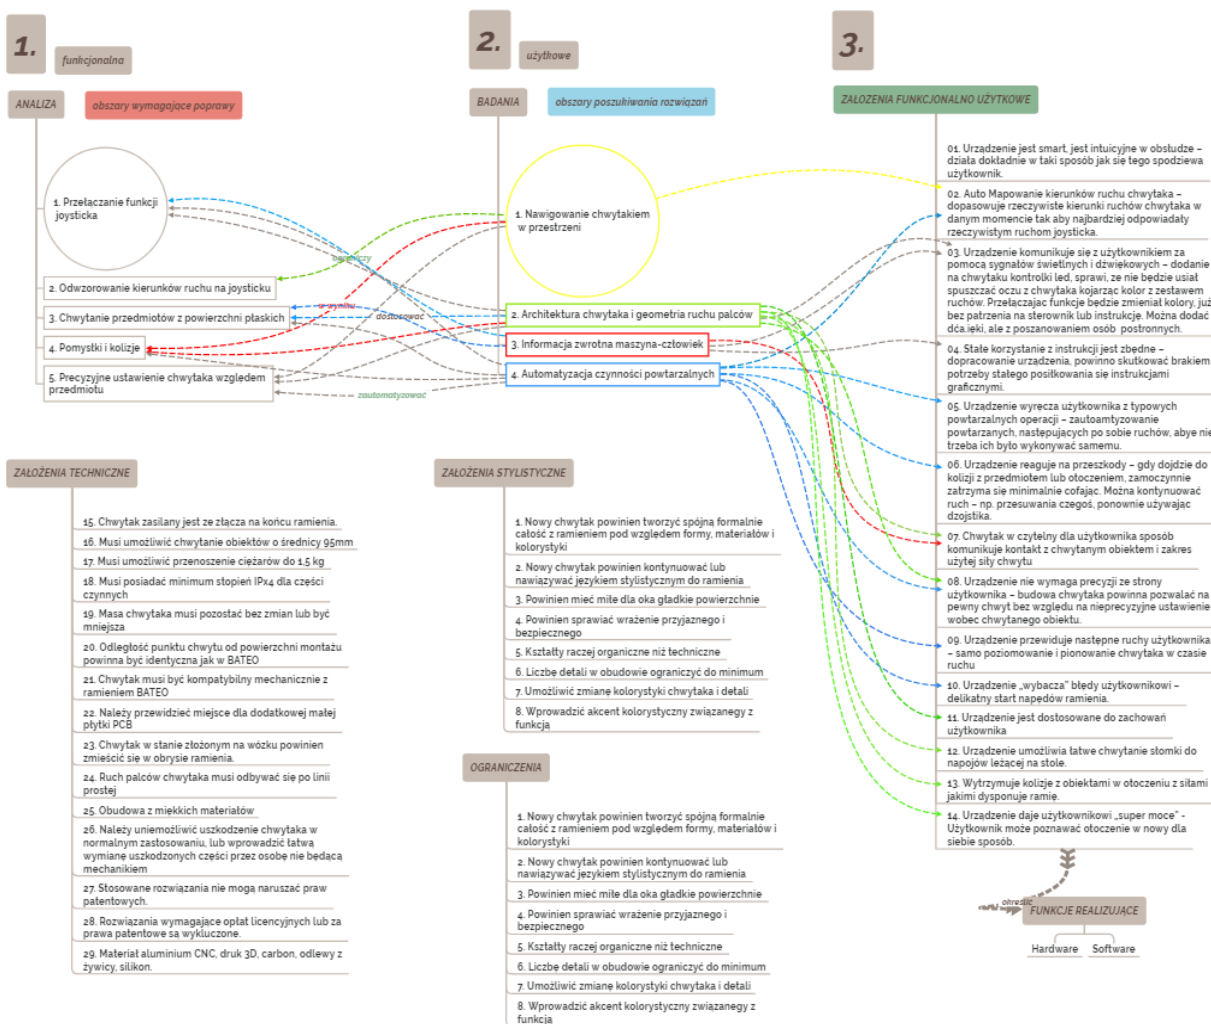 1.
funkcjonalna
ANALIZA
obszary wymagające poprawy
1. Przełączanie funkcji
joysticka
2. Odwzorowanie kierunków ruchu na joysticku
3. Chwytanie przedmiotów z powierzchni płaskich
4. Pomysłki i kolizje
5. Precyzyjne ustawienie chwytaka względem
przedmiotu
dostosować
zautomatyzować
2.
użytkowe
BADANIA
obszary poszukiwania rozwiązań
1. Nawigowanie chwytakiem
w przestrzeni
2. Architektura chwytaka i geometria ruchu palców
3. Informacja zwrotna maszyna-człowiek
4. Automatyzacja czynności powtarzalnych
3.
ZAŁOZENIA FUNKCJONALNO UŻYTKOWE
01. Urządzenie jest smart, jest intuicyjne w obsłudze –
działa dokładnie w taki sposób jak się tego spodziewa
użytkownik.
02. Auto Mapowanie kierunków ruchu chwytaka –
dopasowuje rzeczywiste kierunki ruchów chwytaka w
danym momencie tak aby najbardziej odpowiadały
rzeczywistym ruchom joysticka.
03. Urządzenie komunikuje się z użytkownikiem za
pomocą sygnałów świetlnych i dźwiękowych – dodanie
na chwytaku kontrolki led, sprawi, ze nie będzie usiał
spuszczać oczu z chwytaka kojarząc kolor z zestawem
ruchów. Przełączajac funkcje będzie zmieniał kolory, już
bez patrzenia na sterownik lub instrukcję. Można dodać
dźa.ięki, ale z poszanowaniem osób postronnych.
04. Stałe korzystanie z instrukcji jest zbędne –
dopracowanie urządzenia, powinno skutkować brakiem
potrzeby stałego posiłkowania się instrukcjami
graficznymi.
05. Urządzenie wyręcza użytkownika z typowych
powtarzalnych operacji – zautoamtyzowanie
powtarzanych, następujących po sobie ruchów, abye nie
trzeba ich było wykonywać samemu.
06. Urządzenie reaguje na przeszkody – gdy dojdzie do
kolizji z przedmiotem lub otoczeniem, zamoczynnie
zatrzyma się minimalnie cofając. Można kontynuować
ruch – np. przesuwania czegoś, ponownie używając
dzojstika.
07. Chwytak w czytelny dla użytkownika sposób
komunikuje kontakt z chwytanym obiektem i zakres
użytej siły chwytu
08. Urządzenie nie wymaga precyzji ze strony
użytkownika – budowa chwytaka powinna pozwalać na
pewny chwyt bez względu na nieprecyzyjne ustawienie
wobec chwytanego obiektu.
09. Urządzenie przewiduje następne ruchy użytkownika
– samo poziomowanie i pionowanie chwytaka w czasie
ruchu
10. Urządzenie „wybacza” błędy użytkownikowi –
delikatny start napędów ramienia.
11. Urządzenie jest dostosowane do zachowań
użytkownika
12. Urządzenie umożliwia łatwe chwytanie słomki do
napojów leżącej na stole.
13. Wytrzymuje kolizje z obiektami w otoczeniu z siłami
jakimi dysponuje ramię.
14. Urządzenie daje użytkownikowi „super moce” -
Użytkownik może poznawać otoczenie w nowy dla
siebie sposób.
określić
FUNKCJE REALIZUJĄCE
Hardware
Software
ZAŁOŻENIA TECHNICZNE
15. Chwytak zasilany jest ze złącza na końcu ramienia.
16. Musi umożliwić chwytanie obiektów o średnicy 95mm
17. Musi umożliwić przenoszenie ciężarów do 1,5 kg
18. Musi posiadać minimum stopień IPx4 dla części
czynnych
19. Masa chwytaka musi pozostać bez zmian lub być
mniejsza
20. Odległość punktu chwytu od powierzchni montażu
powinna być identyczna jak w BATEO
21. Chwytak musi być kompatybilny mechanicznie z
ramieniem BATEO
22. Należy przewidzieć miejsce dla dodatkowej małej
płytki PCB
23. Chwytak w stanie złożonym na wózku powinien
zmieścić się w obrysie ramienia.
24. Ruch palców chwytaka musi odbywać się po linii
prostej
25. Obudowa z miękkich materiałów
26. Należy uniemożliwić uszkodzenie chwytaka w
normalnym zastosowaniu, lub wprowadzić łatwą
wymianę uszkodzonych części przez osobę nie będacą
mechanikiem
27. Stosowane rozwiązania nie mogą naruszać praw
patentowych.
28. Rozwiązania wymagające opłat licencyjnych lub za
prawa patentowe są wykluczone.
29. Materiał aluminium CNC, druk 3D, carbon, odlewy z
żywicy, silikon.
ZAŁOŻENIA STYLISTYCZNE
1. Nowy chwytak powinien tworzyć spójną formalnie
całość z ramieniem pod względem formy, materiałów i
kolorystyki
2. Nowy chwytak powinien kontynuować lub
nawiązywać językiem stylistycznym do ramienia
3. Powinien mieć miłe dla oka gładkie powierzchnie
4. Powinien sprawiać wrażenie przyjaznego i
bezpiecznego
5. Kształty raczej organiczne niż techniczne
6. Liczbę detali w obudowie ograniczyć do minimum
7. Umożliwić zmianę kolorystyki chwytaka i detali
8. Wprowadzić akcent kolorystyczny związanegy z
funkcją
OGRANICZENIA
1. Nowy chwytak powinien tworzyć spójną formalnie
całość z ramieniem pod względem formy, materiałów i
kolorystyki
2. Nowy chwytak powinien kontynuować lub
nawiązywać językiem stylistycznym do ramienia
3. Powinien mieć miłe dla oka gładkie powierzchnie
4. Powinien sprawiać wrażenie przyjaznego i
bezpiecznego
5. Kształty raczej organiczne niż techniczne
6. Liczbę detali w obudowie ograniczyć do minimum
7. Umożliwić zmianę kolorystyki chwytaka i detali
8. Wprowadzić akcent kolorystyczny związanegy z
funkcją